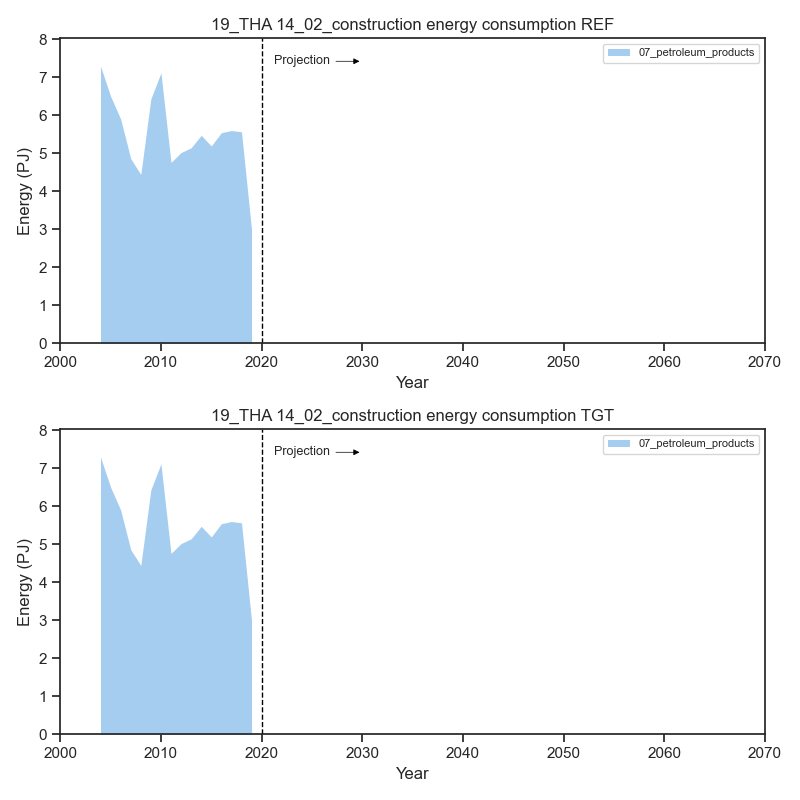 19_THA 14_02_construction energy consumption REF
8
7
6
5
4
3
2
1
0
Energy (PJ)
Projection
07_petroleum_products
2000 2010 2020 2030 2040 2050 2060 2070
Year
19_THA 14_02_construction energy consumption TGT
8
7
6
5
4
3
2
1
0
Energy (PJ)
Projection
07_petroleum_products
2000 2010 2020 2030 2040 2050 2060 2070
Year